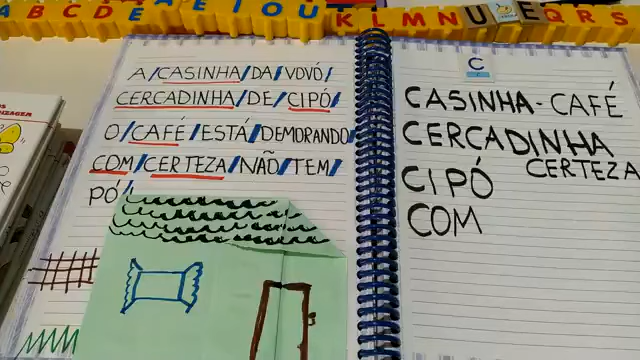 A B C D E A E I O U K L M N U E Q R S
A/CASINHA/DA/VOVÓ/
CERCADINHA/DE/CIPÓ/
O/CAFÉ/ESTÁ/DEMORANDO/
COM/CERTEZA/NÃO/TEM/
PÓ/
C
CASINHA - CAFÉ
CERCADINHA
CERTEZA
CIPÓ
COM